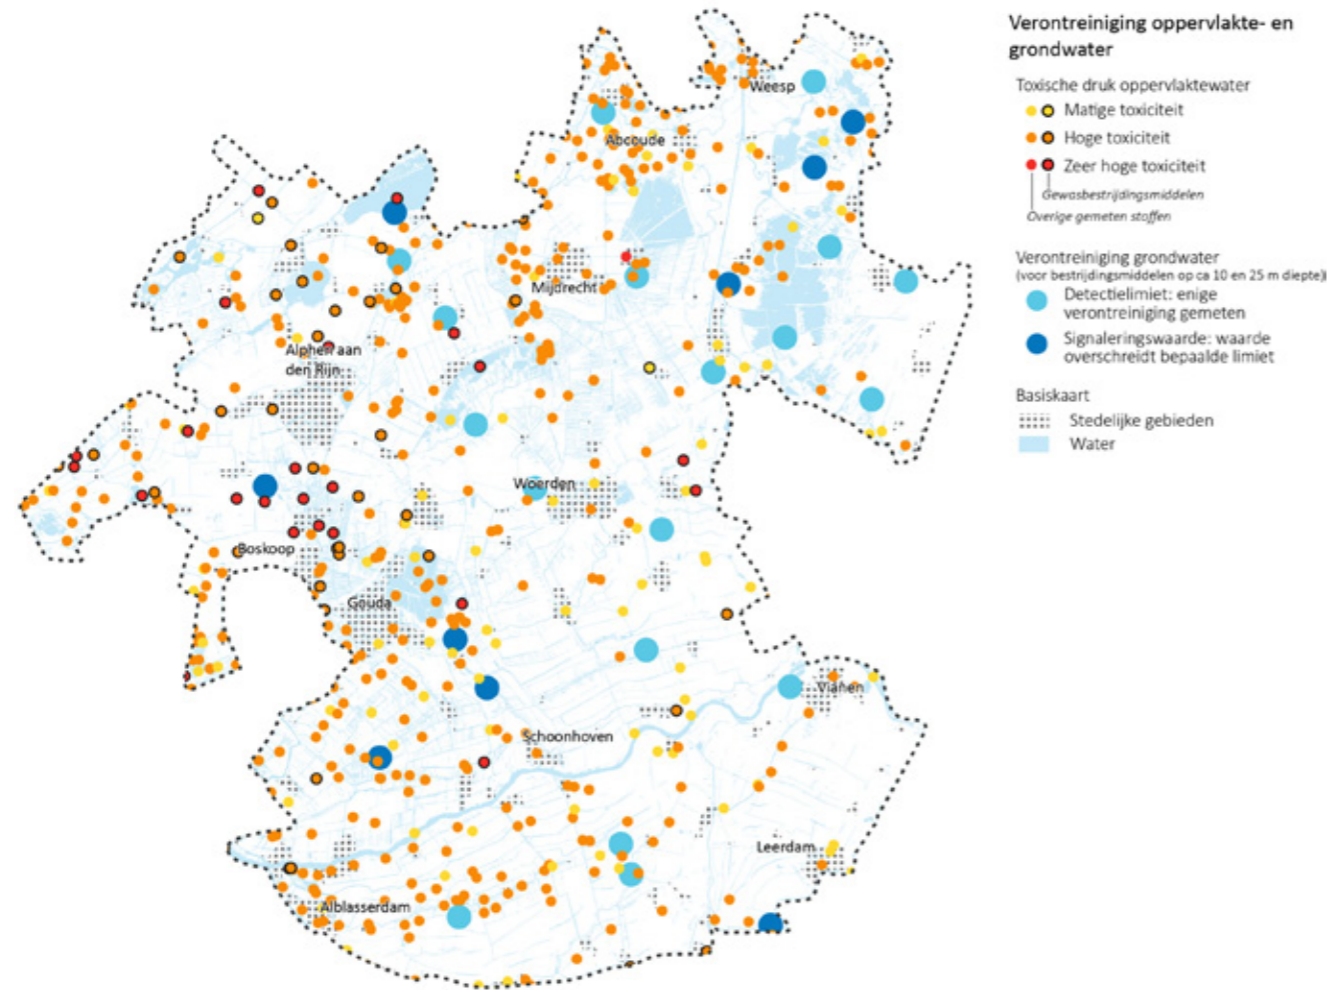 Verontreiniging oppervlakte- en
grondwater
Toxische druk oppervlaktewater
Matige toxiciteit
Hoge toxiciteit
Zeer hoge toxiciteit
Gewasbestrijdingsmiddelen
Overige gemeten stoffen
Verontreiniging grondwater
(voor bestrijdingsmiddelen op ca 10 en 25 m diepte)
Detectielimiet: enige
verontreiniging gemeten
Signaleringswaarde: waarde
overschreidt bepaalde limiet
Basiskaart
Stedelijke gebieden
Water
Weesp
Abcoude
Mijdrecht
Alphen aan
den Rijn
Woerden
Boskoop
Gouda
Vianen
Schoonhoven
Leerdam
Alblasserdam